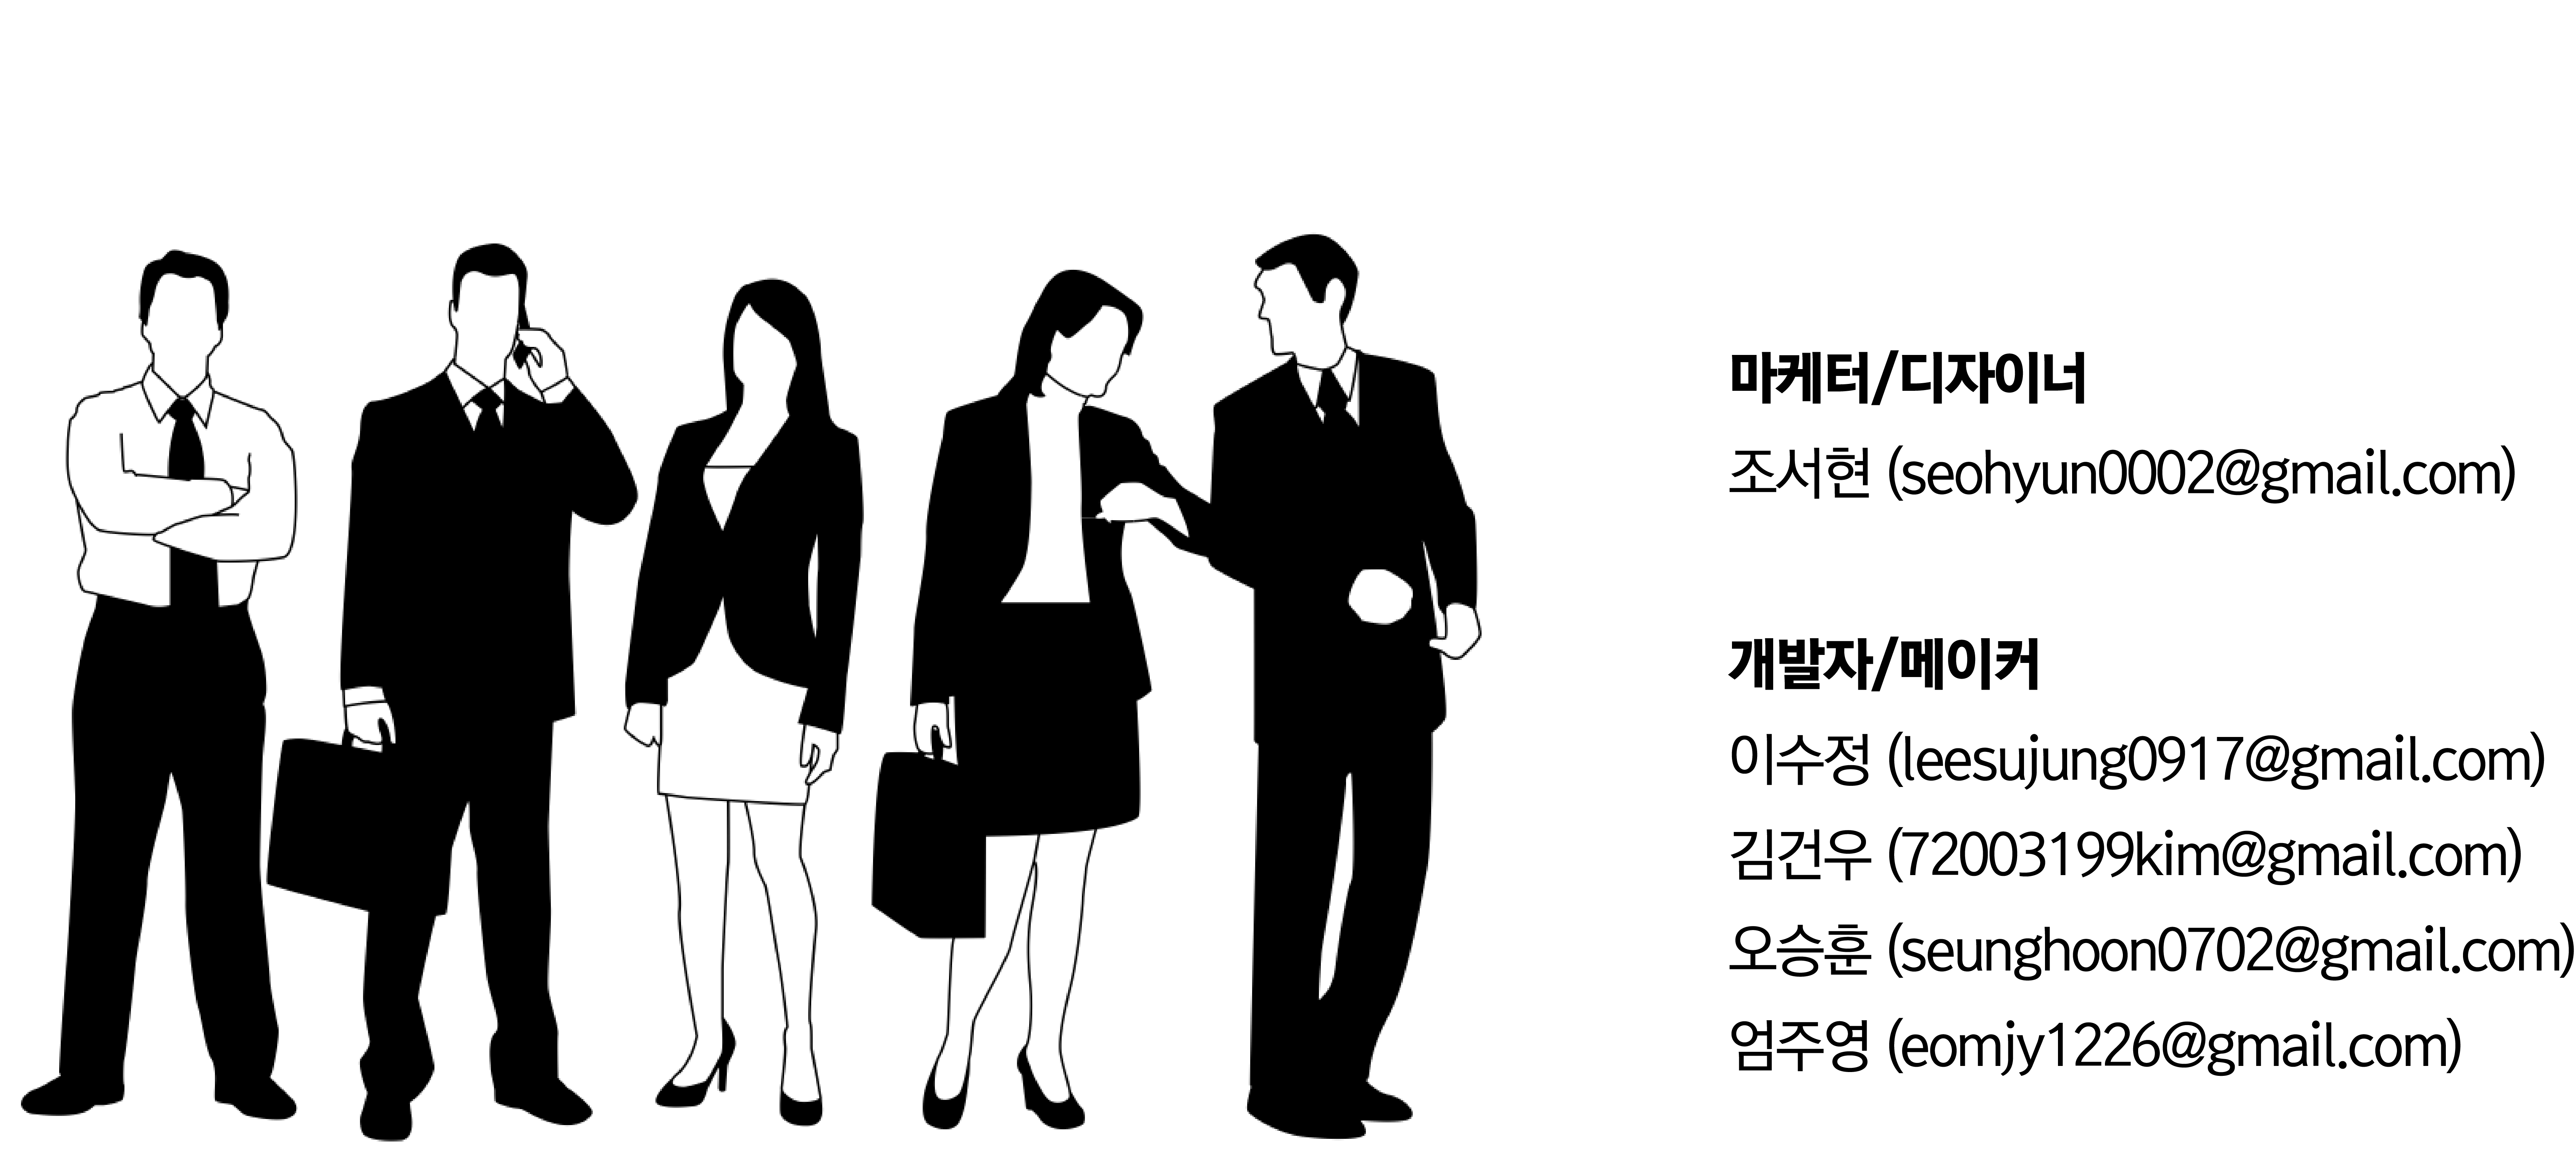 마케터/디자이너
조서현 (seohyun0002@gmail.com)
개발자/메이커
이수정 (leesujung0917@gmail.com)
김건우 (72003199kim@gmail.com)
오승훈 (seunghoon0702@gmail.com)
엄주영 (eomjy1226@gmail.com)